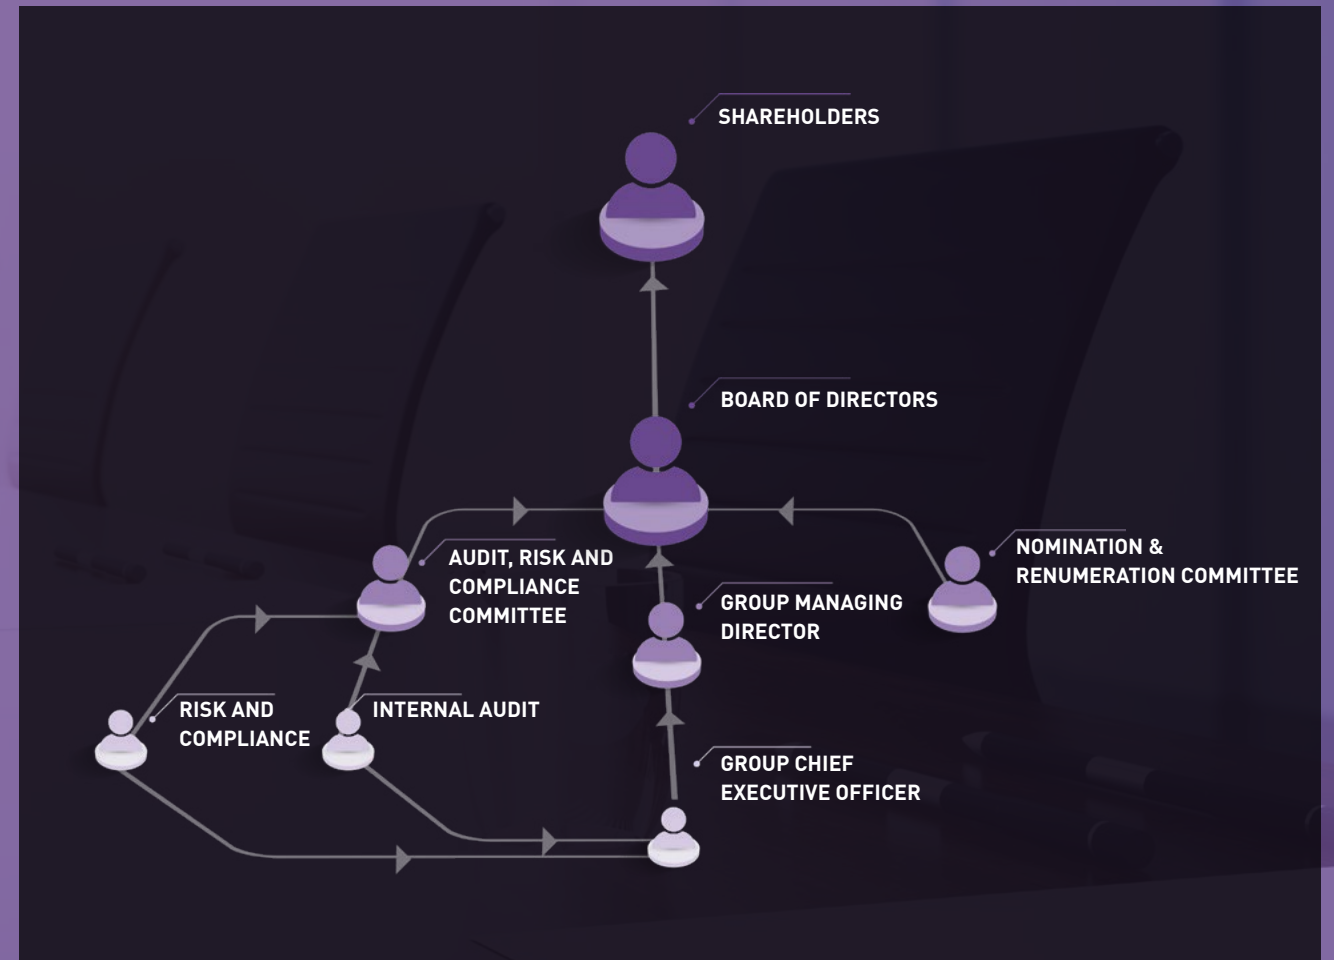 SHAREHOLDERS
BOARD OF DIRECTORS
AUDIT, RISK AND
COMPLIANCE
COMMITTEE
NOMINATION &
RENUMERATION COMMITTEE
GROUP MANAGING
DIRECTOR
RISK AND
COMPLIANCE
INTERNAL AUDIT
GROUP CHIEF
EXECUTIVE OFFICER